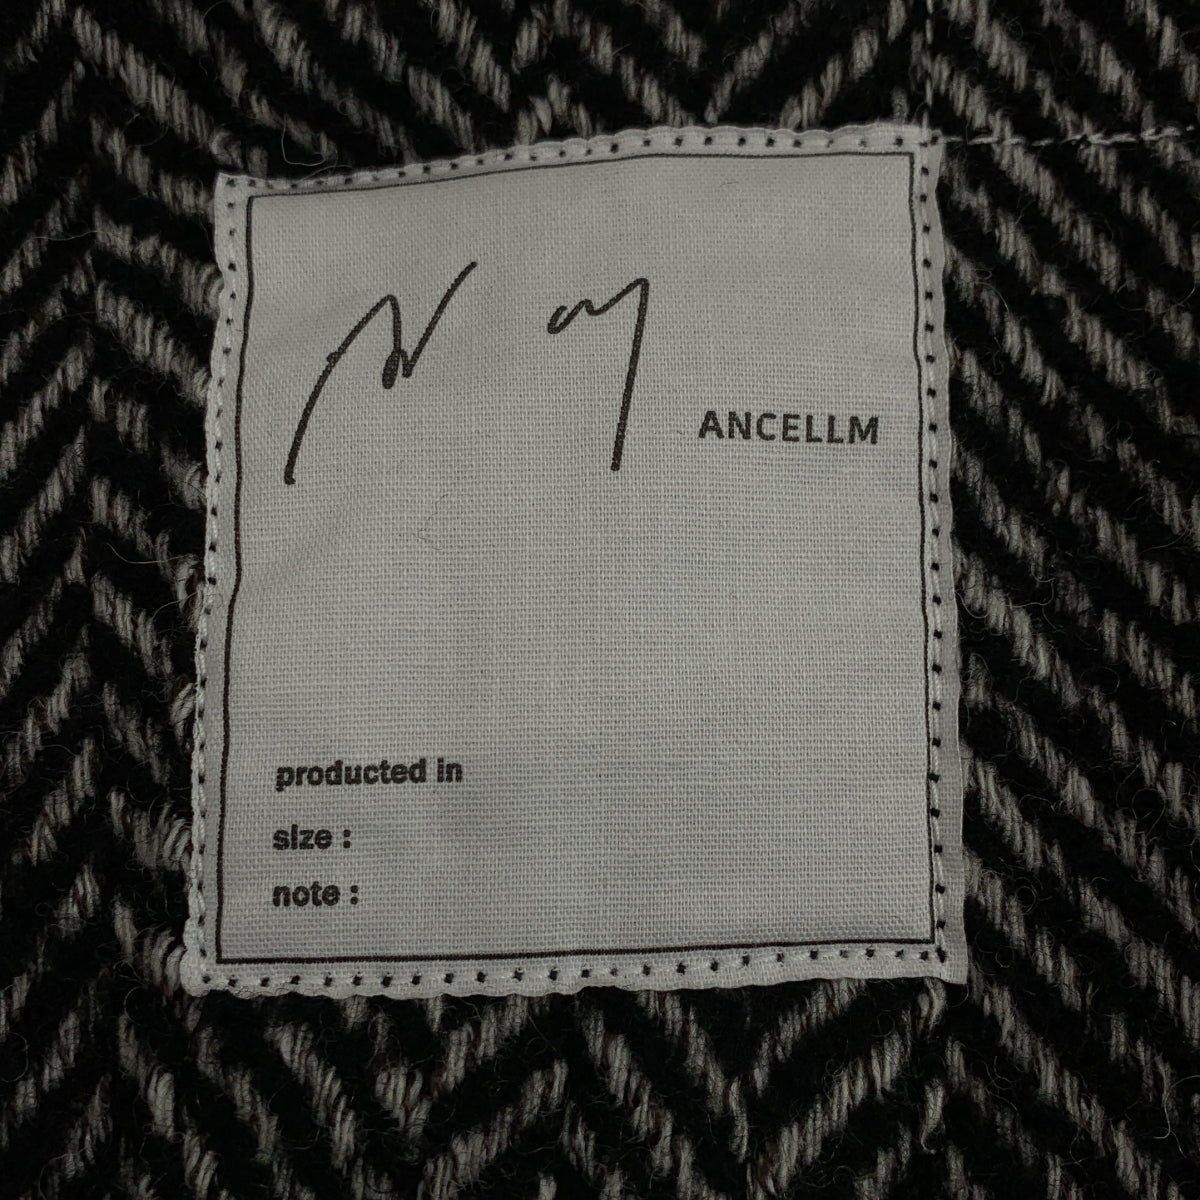 ANCELLM
producted in
size :
note :